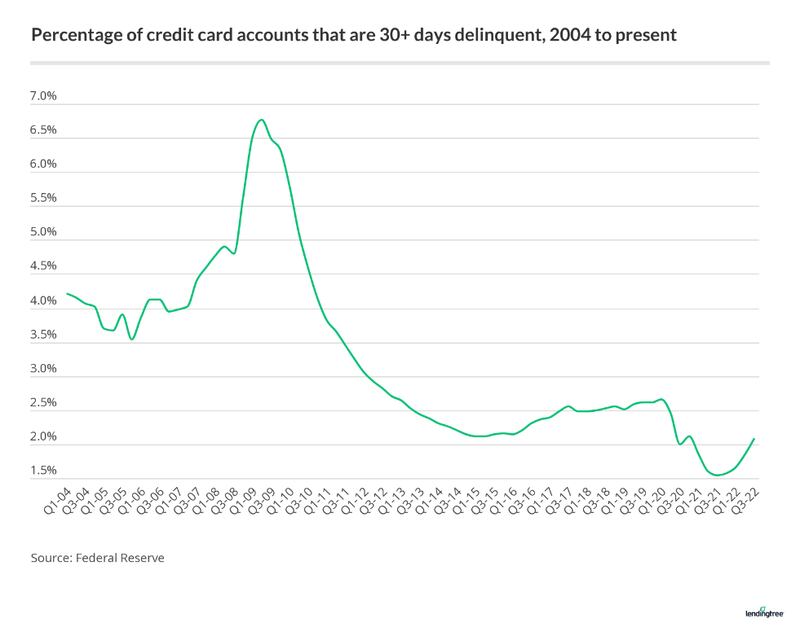 Percentage of credit card accounts that are 30+ days delinquent, 2004 to present
7.0%
6.5%
6.0%
5.5%
5.0%
4.5%
4.0%
3.5%
3.0%
2.5%
2.0%
1.5%
Q1-04
Q3-04
Q1-05
Q3-05
Q1-06
Q3-06
Q1-07
Q3-07
Q1-08
Q3-08
Q1-09
Q3-09
Q1-10
Q3-10
Q1-11
Q3-11
Q1-12
Q3-12
Q1-13
Q3-13
Q1-14
Q3-14
Q1-15
Q3-15
Q1-16
Q3-16
Q1-17
Q3-17
Q1-18
Q3-18
Q1-19
Q3-19
Q1-20
Q3-20
Q1-21
Q3-21
Q1-22
Q3-22
Source: Federal Reserve
lendingtree